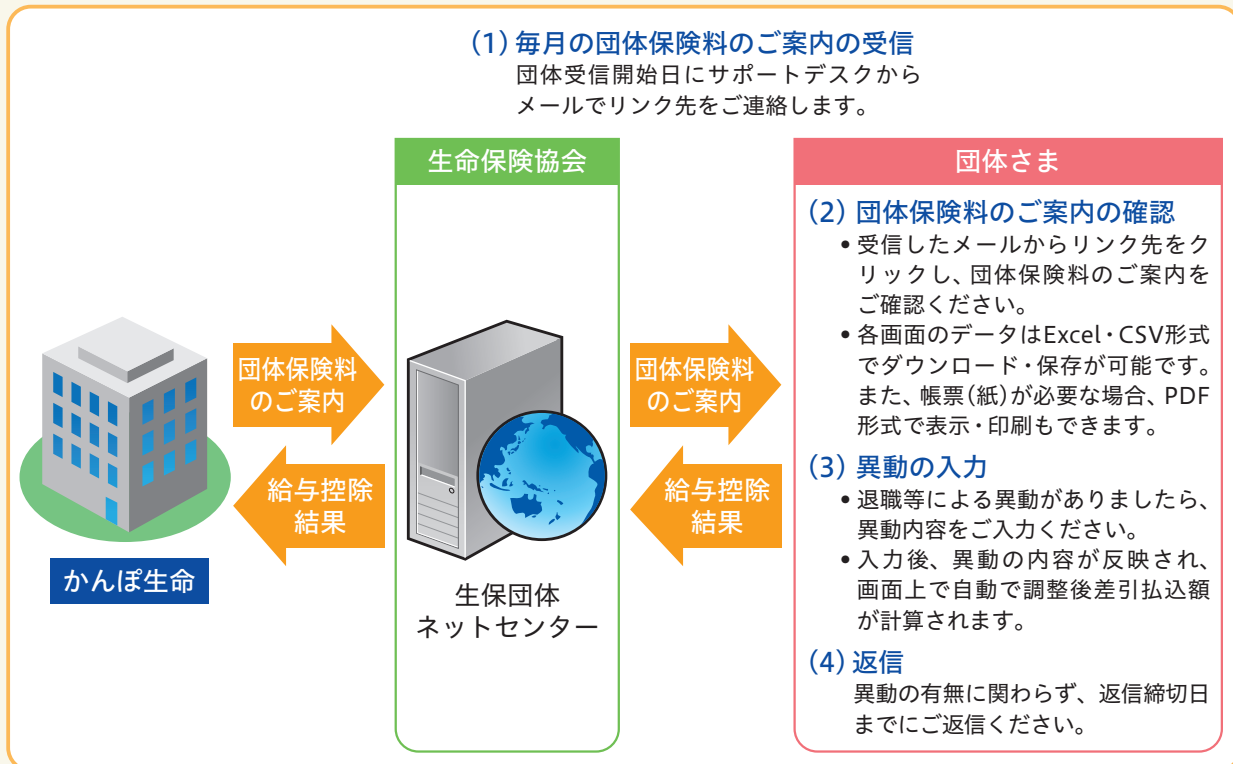 (1) 毎月の団体保険料のご案内の受信
団体受信開始日にサポートデスクから
メールでリンク先をご連絡します。
かんぽ生命
団体保険料
のご案内
給与控除
結果
生命保険協会
生保団体
ネットセンター
団体保険料
のご案内
給与控除
結果
団体さま
(2) 団体保険料のご案内の確認
• 受信したメールからリンク先をク
リックし、団体保険料のご案内を
ご確認ください。
• 各画面のデータはExcel・CSV形式
でダウンロード・保存が可能です。
また、帳票(紙)が必要な場合、PDF
形式で表示・印刷もできます。
(3) 異動の入力
• 退職等による異動がありましたら、
異動内容をご入力ください。
• 入力後、異動の内容が反映され、
画面上で自動で調整後差引払込額
が計算されます。
(4) 返信
異動の有無に関わらず、返信締切日
までにご返信ください。